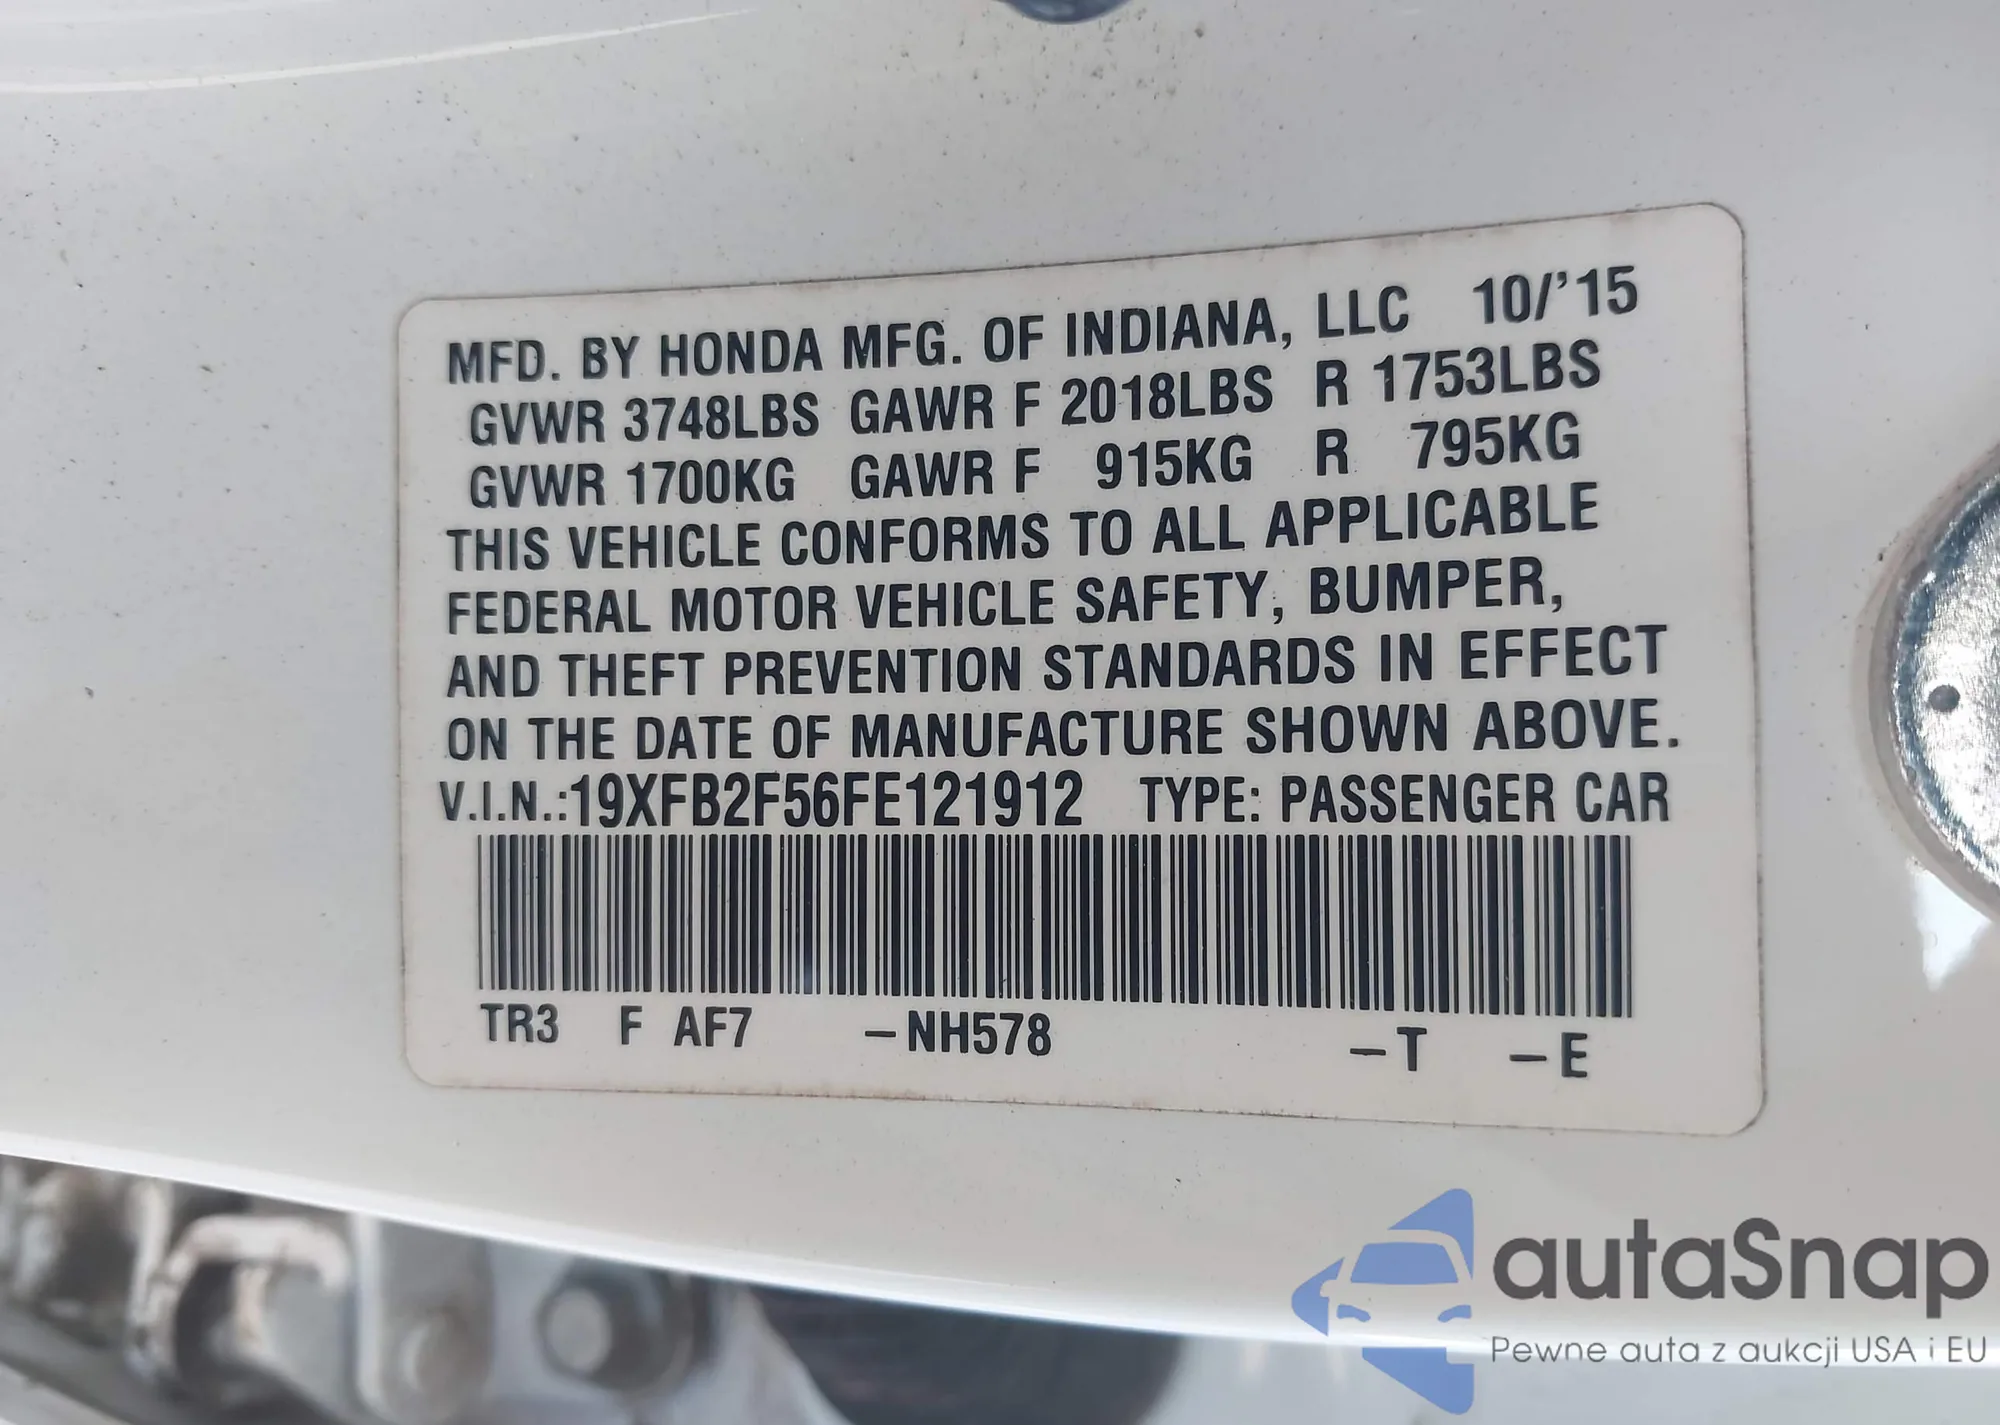 MFD. BY HONDA MFG. OF INDIANA, LLC 10/'15
GVWR 3748LBS GAWR F 2018LBS R 1753LBS
GVWR 1700KG GAWR F 915KG R 795KG
THIS VEHICLE CONFORMS TO ALL APPLICABLE
FEDERAL MOTOR VEHICLE SAFETY, BUMPER,
AND THEFT PREVENTION STANDARDS IN EFFECT
ON THE DATE OF MANUFACTURE SHOWN ABOVE.
V.I.N.:19XFB2F56FE121912 TYPE: PASSENGER CAR
TR3 F AF7 –NH578 –T –E
autaSnap
Pewne auta z aukcji USA i EU